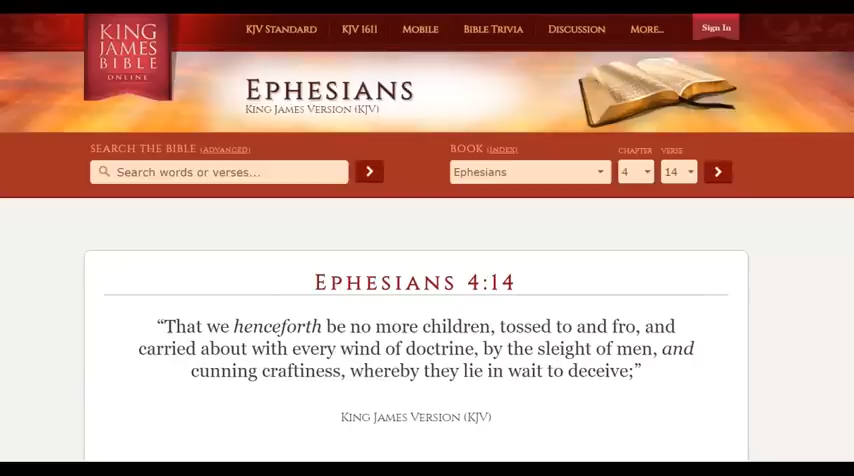 KING
JAMES
BIBLE
ONLINE
KJV STANDARD
KJV 1611
MOBILE
BIBLE TRIVIA
DISCUSSION
MORE...
Sign In
EPHESIANS
KING JAMES VERSION (KJV)
SEARCH THE BIBLE (ADVANCED)
Search words or verses...
BOOK (INDEX)
CHAPTER
VERSE
Ephesians
4
14
EPHESIANS 4:14
“That we henceforth be no more children, tossed to and fro, and
carried about with every wind of doctrine, by the sleight of men, and
cunning craftiness, whereby they lie in wait to deceive;”
KING JAMES VERSION (KJV)